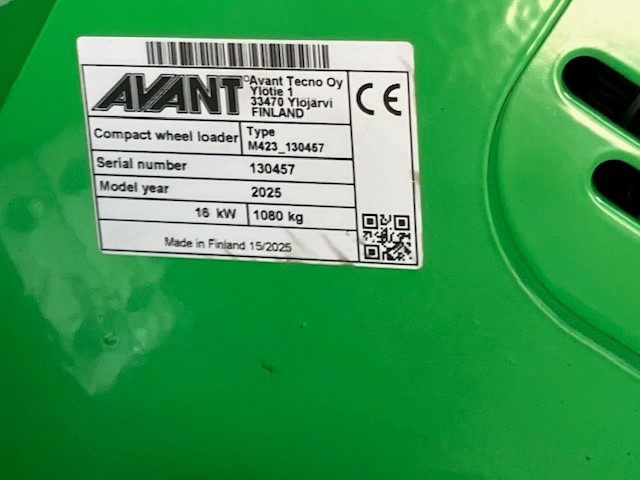 AVANT
Avant Tecno Oy
Ylotie 1
33470 Ylöjärvi
FINLAND
CE
Compact wheel loader
Type
M423_130457
Serial number 130457
Model year 2025
16 kW 1080 kg
Made in Finland 15/2025